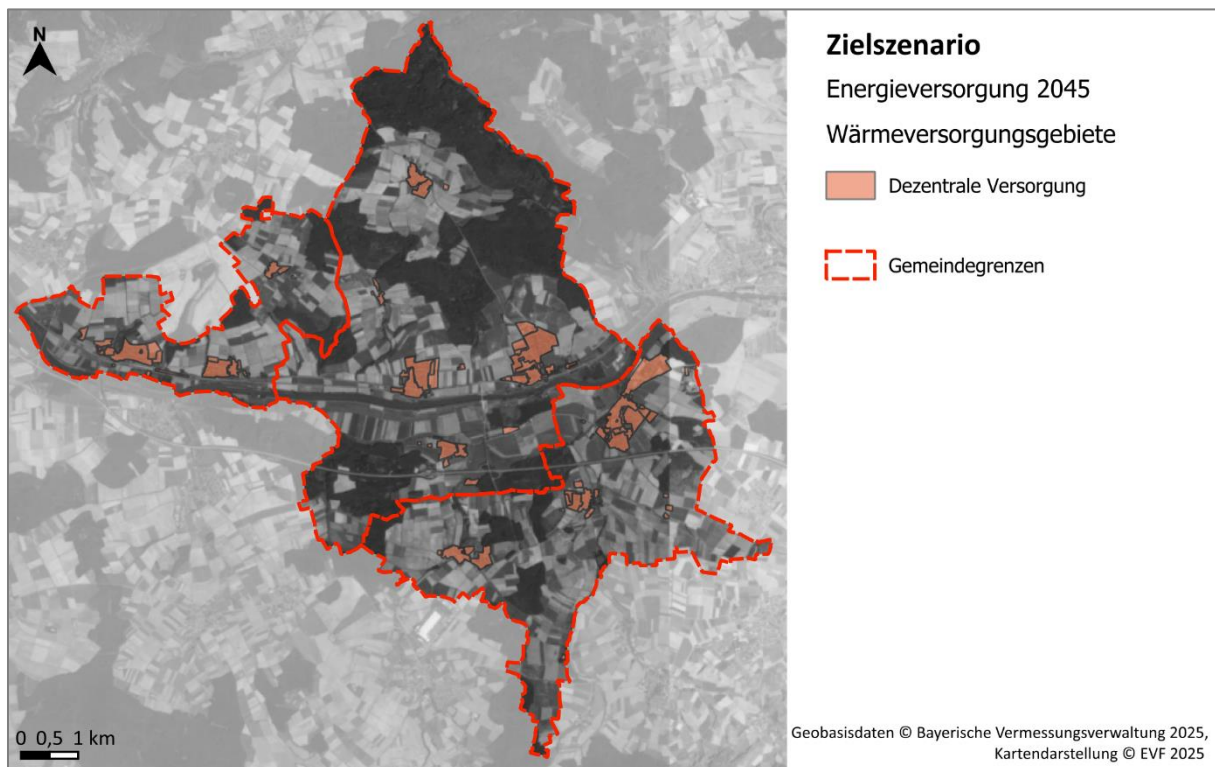 N
Zielszenario
Energieversorgung 2045
Wärmeversorgungsgebiete
Dezentrale Versorgung
Gemeindegrenzen
0 0,5 1 km
Geobasisdaten © Bayerische Vermessungsverwaltung 2025,
Kartendarstellung © EVF 2025